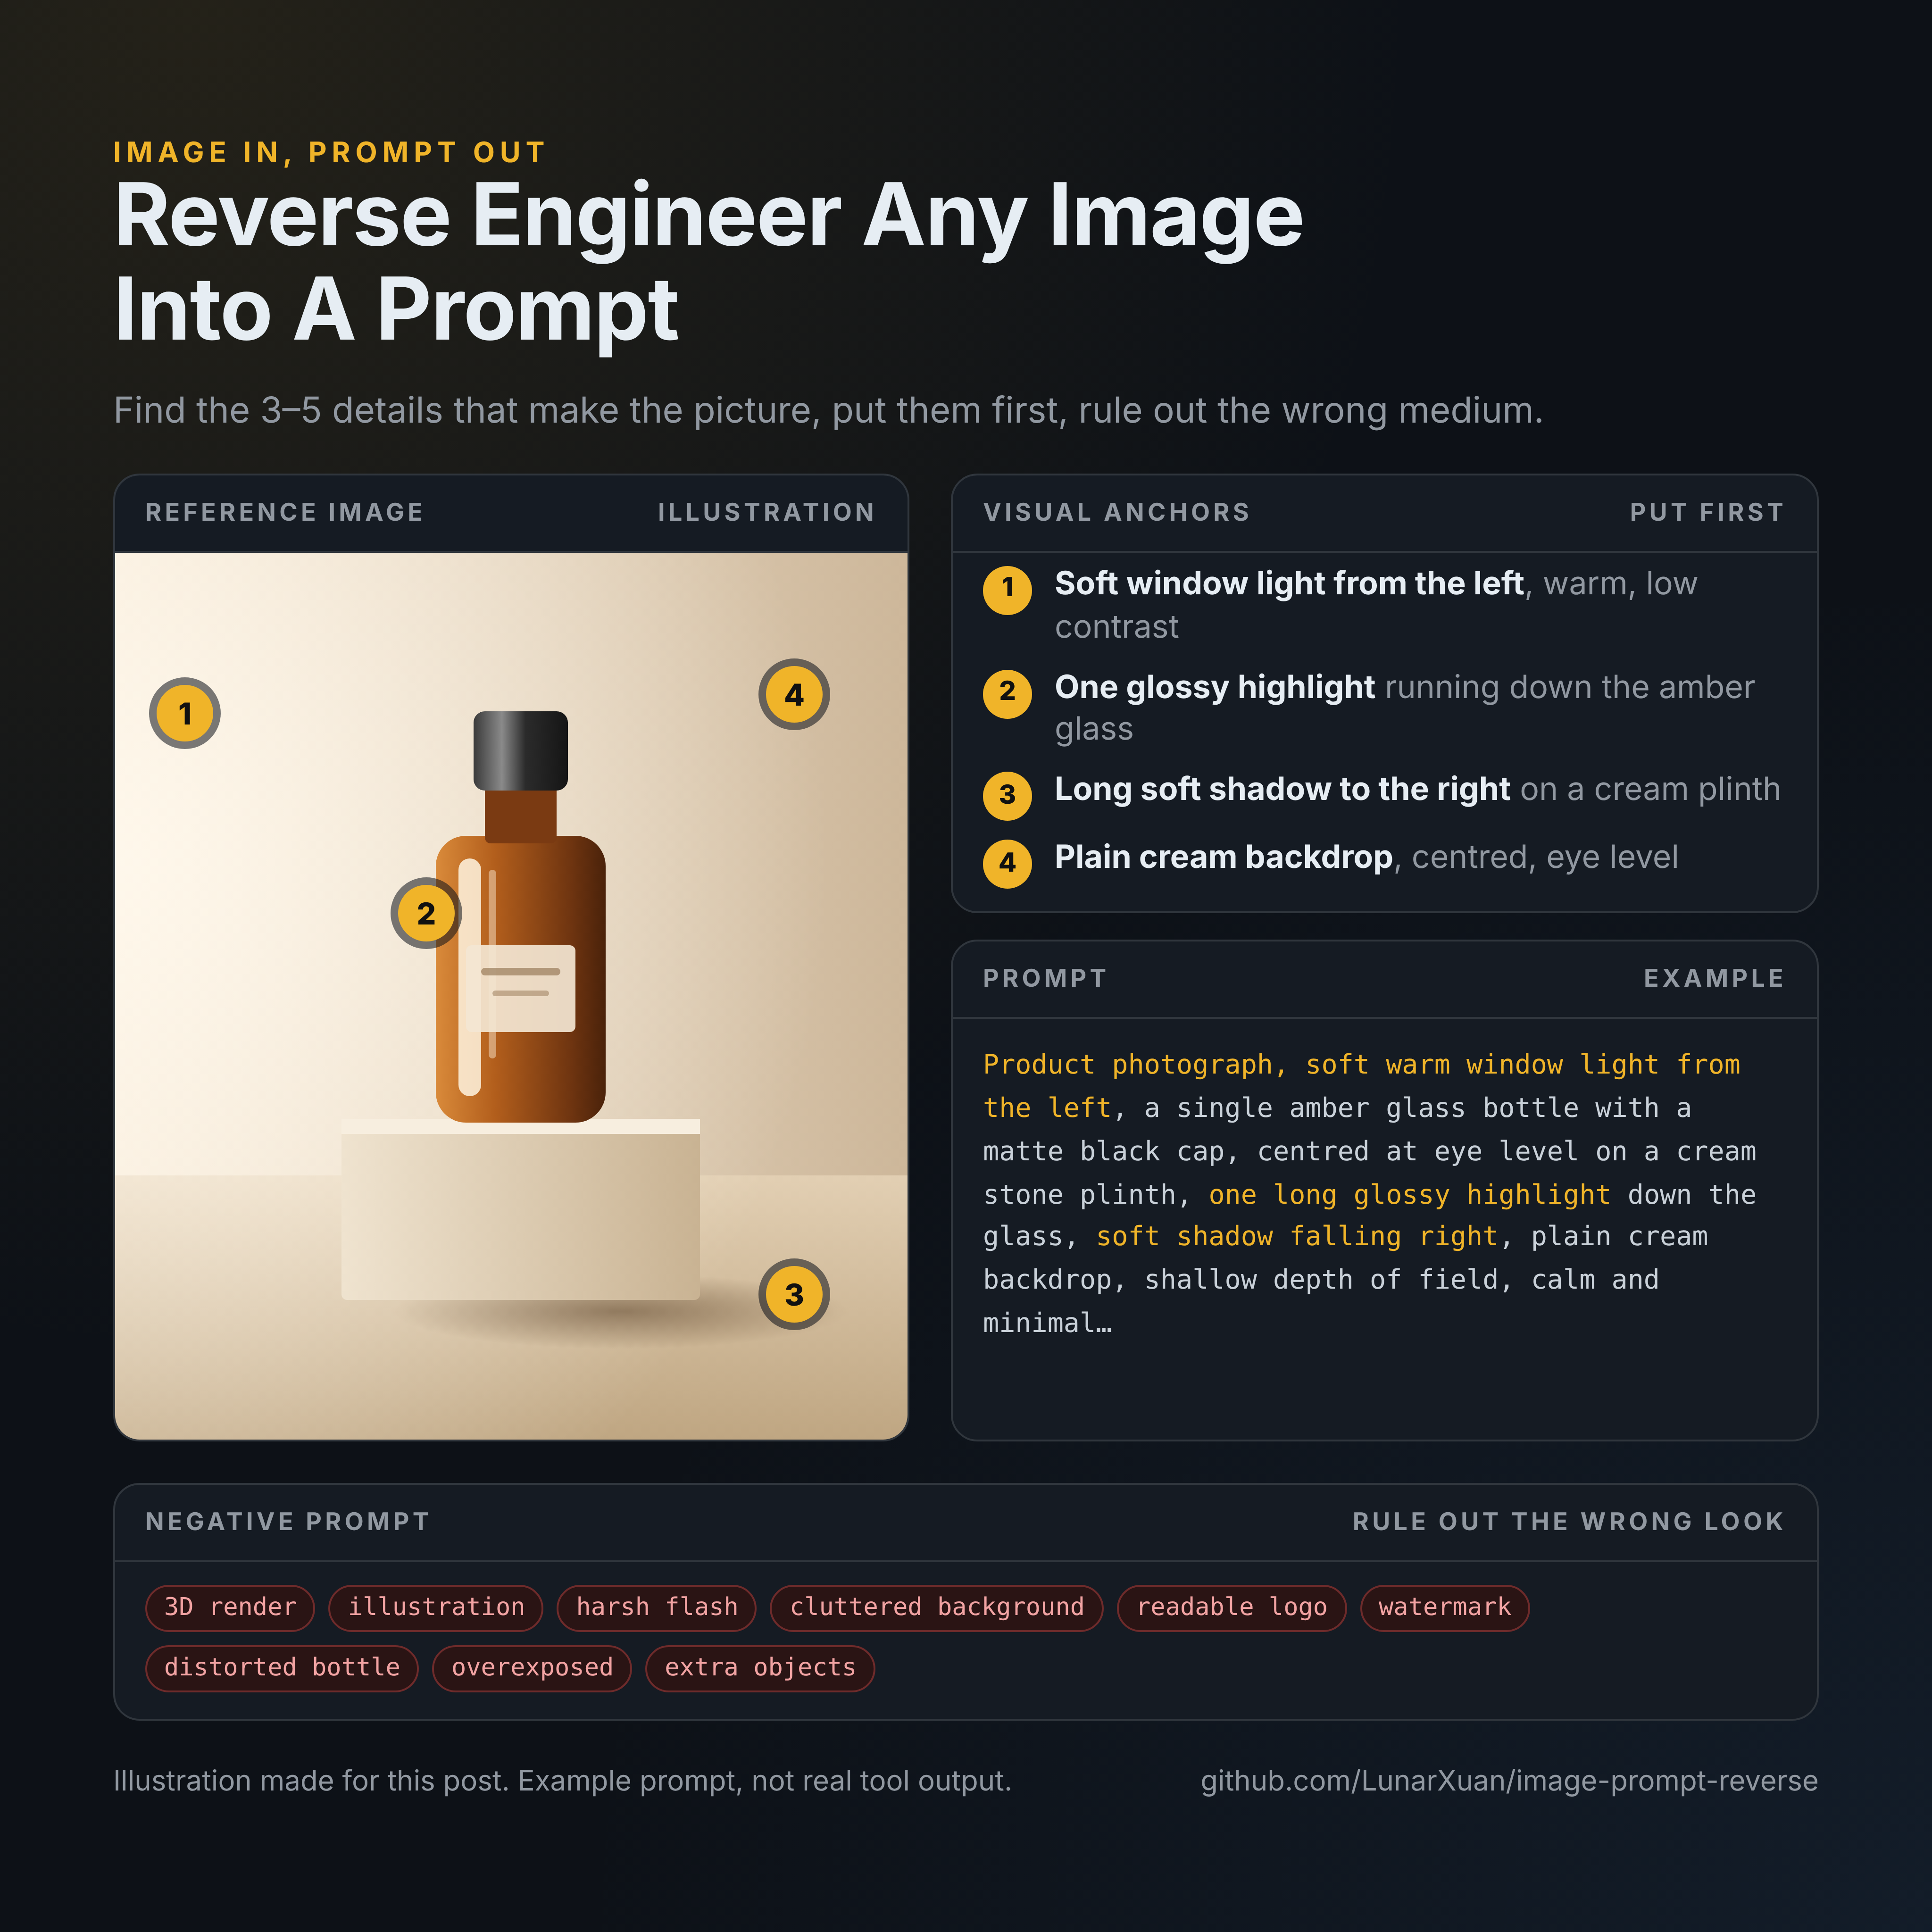 IMAGE IN, PROMPT OUT
Reverse Engineer Any Image
Into A Prompt
Find the 3–5 details that make the picture, put them first, rule out the wrong medium.
REFERENCE IMAGE
ILLUSTRATION
1
4
2
3
VISUAL ANCHORS
PUT FIRST
1 Soft window light from the left, warm, low
contrast
2 One glossy highlight running down the amber
glass
3 Long soft shadow to the right on a cream plinth
4 Plain cream backdrop, centred, eye level
PROMPT
EXAMPLE
Product photograph, soft warm window light from
the left, a single amber glass bottle with a
matte black cap, centred at eye level on a cream
stone plinth, one long glossy highlight down the
glass, soft shadow falling right, plain cream
backdrop, shallow depth of field, calm and
minimal…
NEGATIVE PROMPT
RULE OUT THE WRONG LOOK
3D render illustration harsh flash cluttered background readable logo watermark
distorted bottle overexposed extra objects
Illustration made for this post. Example prompt, not real tool output.
github.com/LunarXuan/image-prompt-reverse